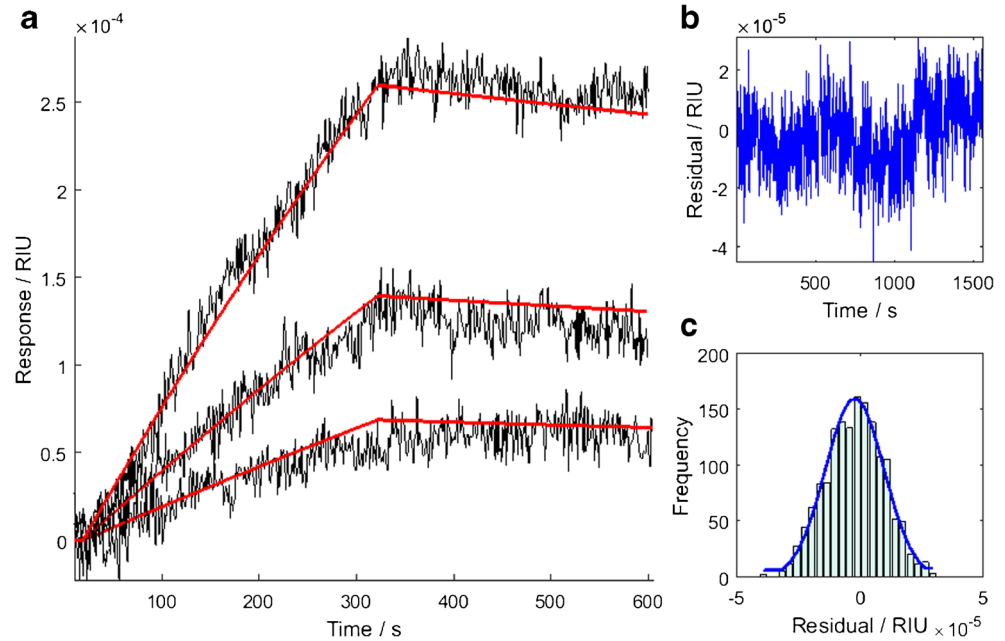 a
× 10⁻⁴
2.5
2
1.5
1
0.5
0
Response / RIU
100 200 300 400 500 600
Time / s
b
× 10⁻⁵
2
0
-2
-4
Residual / RIU
500 1000 1500
Time / s
c
200
150
100
50
0
Frequency
-5 0 5
Residual / RIU × 10⁻⁵